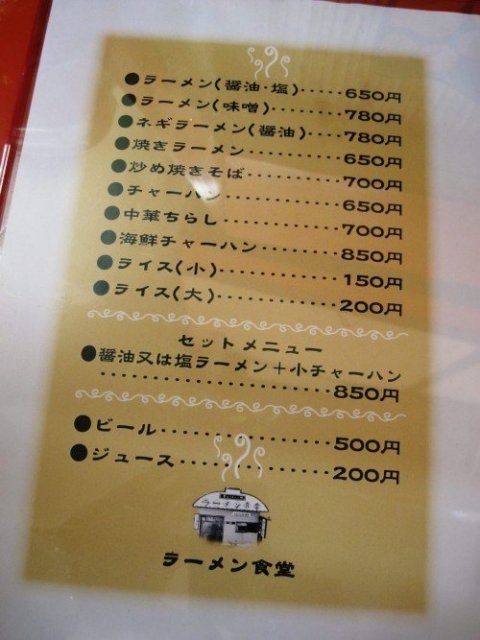 ●ラーメン(醤油・塩)・・・・・650円
●ラーメン(味噌)・・・・・・・・780円
●ネギラーメン(醤油)・・・・780円
●焼きラーメン・・・・・・・・・・650円
●炒め焼きそば・・・・・・・・・・700円
●チャーハン・・・・・・・・・・・・650円
●中華ちらし・・・・・・・・・・・・700円
●海鮮チャーハン・・・・・・・・850円
●ライス(小)・・・・・・・・・・・・150円
●ライス(大)・・・・・・・・・・・・200円
セットメニュー
●醤油又は塩ラーメン+小チャーハン
・・・・・・・・・・・・・・・・・・・・・・850円
●ビール・・・・・・・・・・・・・・・500円
●ジュース・・・・・・・・・・・・・200円
ラーメン食堂
ラーメン食堂